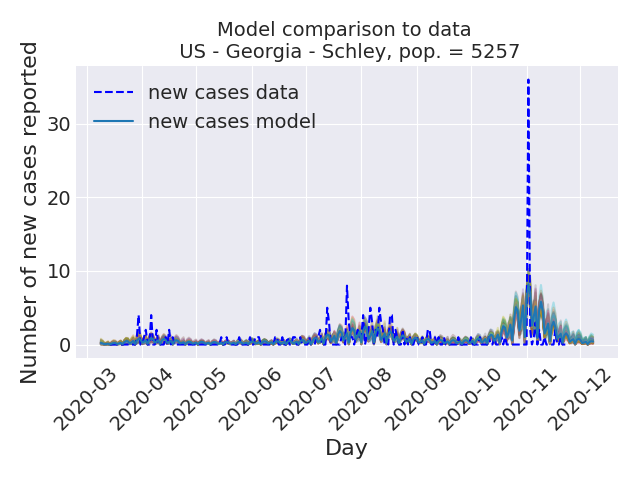 Model comparison to data
US - Georgia - Schley, pop. = 5257
Number of new cases reported
new cases data
new cases model
30
20
10
0
2020-03
2020-04
2020-05
2020-06
2020-07
2020-08
2020-09
2020-10
2020-11
2020-12
Day